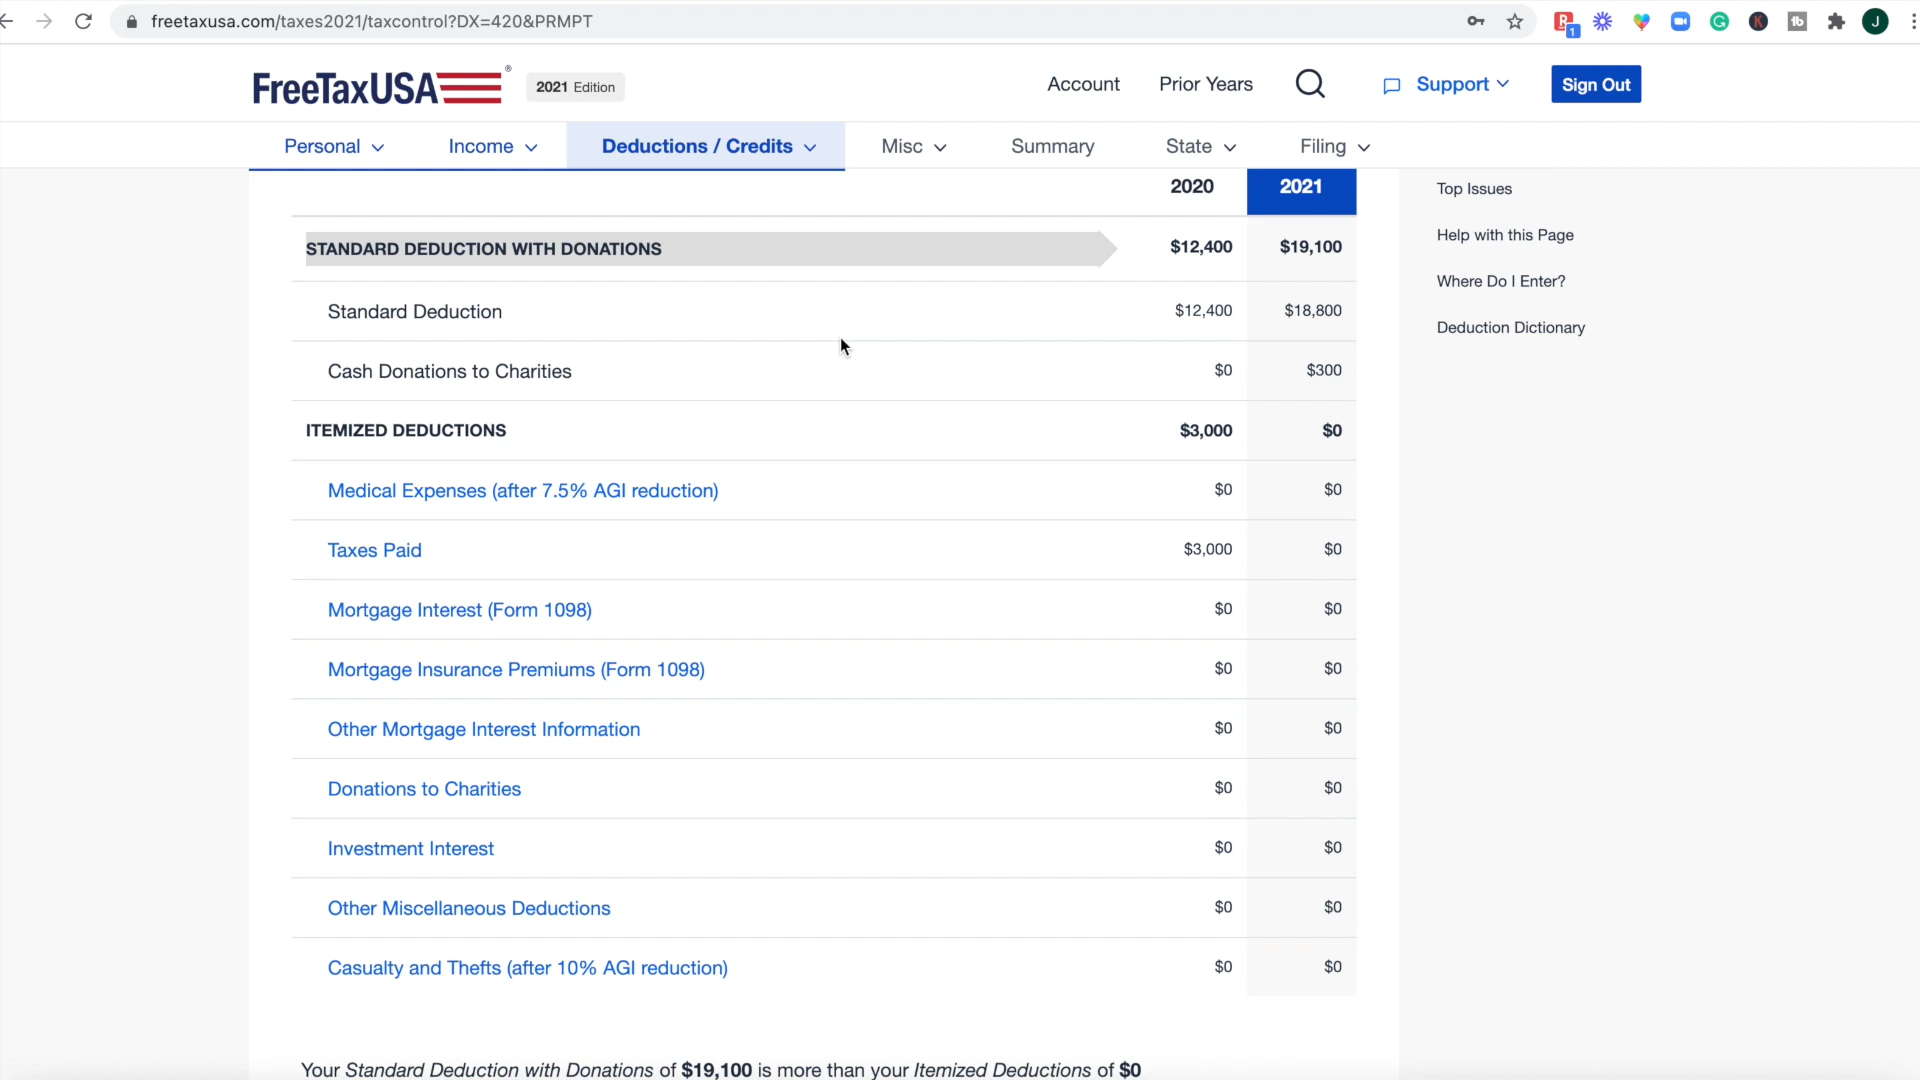 freetaxusa.com/taxes2021/taxcontrol?DX=420&PRMPT
1
K
tb
J
FreeTaxUSA®
2021 Edition
Account
Prior Years
Support
Sign Out
Personal
Income
Deductions / Credits
Misc
Summary
State
Filing
2020 2021
STANDARD DEDUCTION WITH DONATIONS $12,400 $19,100
Standard Deduction $12,400 $18,800
Cash Donations to Charities $0 $300
ITEMIZED DEDUCTIONS $3,000 $0
Medical Expenses (after 7.5% AGI reduction) $0 $0
Taxes Paid $3,000 $0
Mortgage Interest (Form 1098) $0 $0
Mortgage Insurance Premiums (Form 1098) $0 $0
Other Mortgage Interest Information $0 $0
Donations to Charities $0 $0
Investment Interest $0 $0
Other Miscellaneous Deductions $0 $0
Casualty and Thefts (after 10% AGI reduction) $0 $0
Your Standard Deduction with Donations of $19,100 is more than your Itemized Deductions of $0
Top Issues
Help with this Page
Where Do I Enter?
Deduction Dictionary